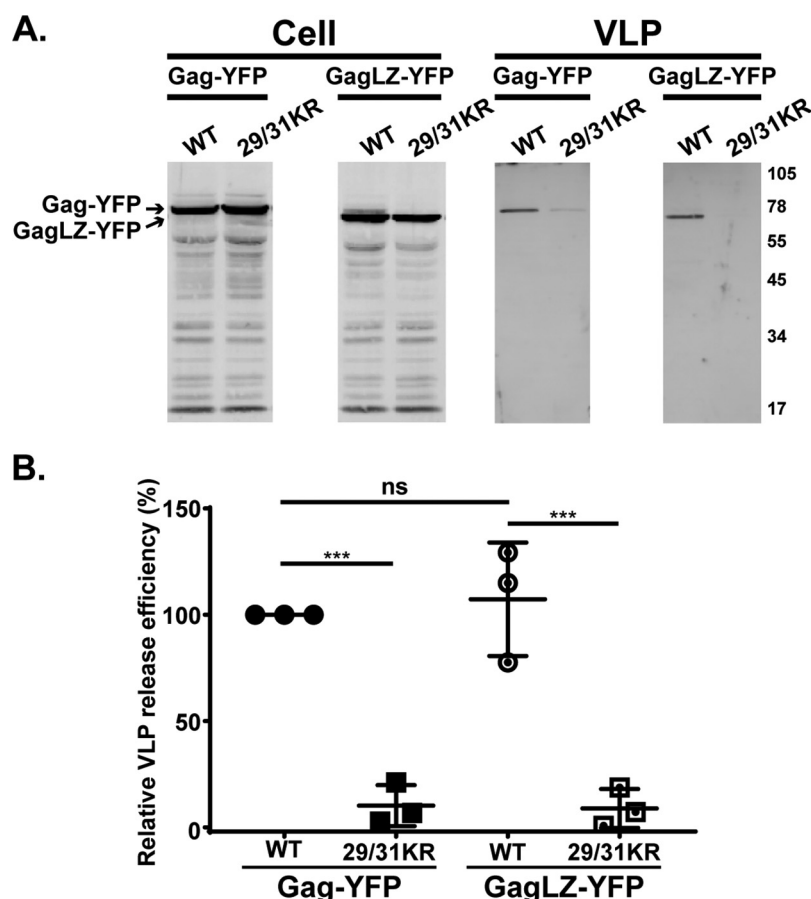 A.
Cell VLP
Gag-YFP GagLZ-YFP Gag-YFP GagLZ-YFP
WT 29/31KR WT 29/31KR WT 29/31KR WT 29/31KR
105
Gag-YFP→ 78
GagLZ-YFP→ 55
45
34
17
B.
Relative VLP release efficiency (%)
150
ns
*** ***
100
50
0
WT 29/31KR WT 29/31KR
Gag-YFP GagLZ-YFP